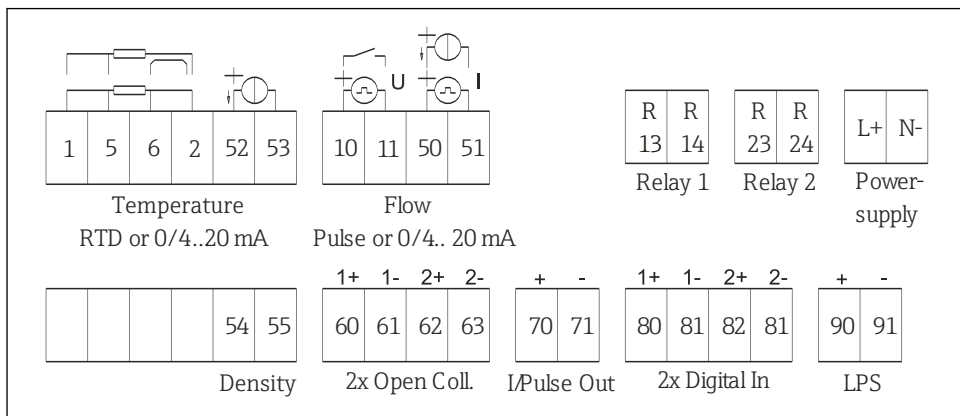 + U + I
1 5 6 2 52 53 10 11 50 51 R 13 R 14 R 23 R 24 L+ N-
Temperature Flow Relay 1 Relay 2 Power-
RTD or 0/4..20 mA Pulse or 0/4.. 20 mA supply
1+ 1- 2+ 2- + - 1+ 1- 2+ 2- + -
54 55 60 61 62 63 70 71 80 81 82 81 90 91
Density 2x Open Coll. I/Pulse Out 2x Digital In LPS